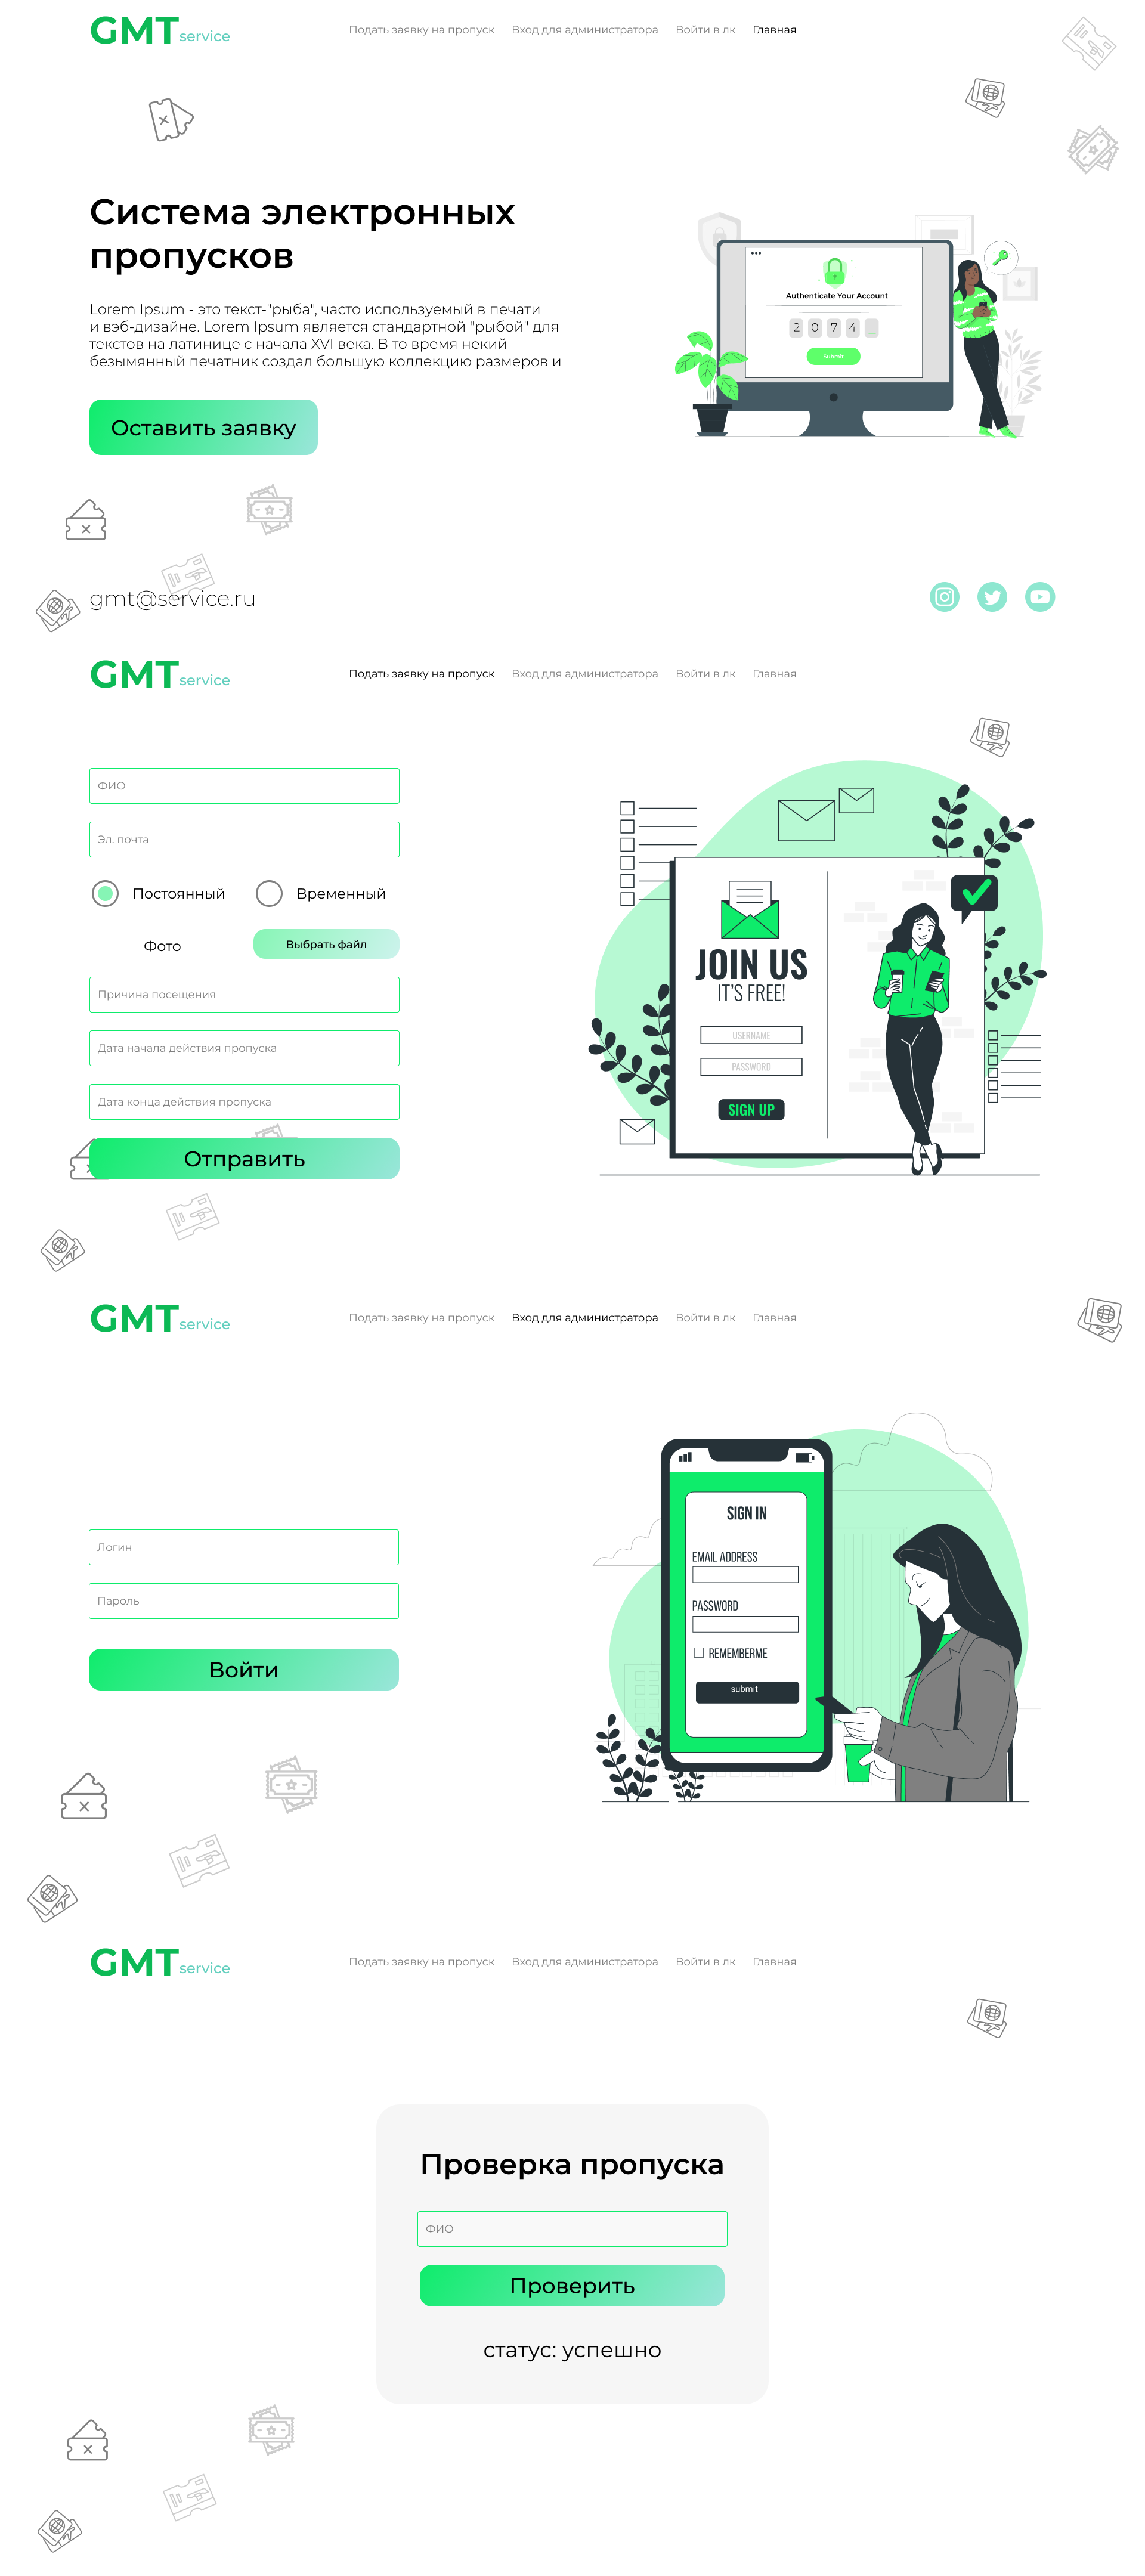 GMT service
Подать заявку на пропуск Вход для администратора Войти в лк Главная
Система электронных
пропусков
Lorem Ipsum - это текст-"рыба", часто используемый в печати
и вэб-дизайне. Lorem Ipsum является стандартной "рыбой" для
текстов на латинице с начала XVI века. В то время некий
безымянный печатник создал большую коллекцию размеров и
Оставить заявку
Authenticate Your Account
2 0 7 4
Submit
gmt@service.ru
GMT service
Подать заявку на пропуск Вход для администратора Войти в лк Главная
ФИО
Эл. почта
Постоянный Временный
Фото Выбрать файл
Причина посещения
Дата начала действия пропуска
Дата конца действия пропуска
Отправить
JOIN US
IT'S FREE!
USERNAME
PASSWORD
SIGN UP
GMT service
Подать заявку на пропуск Вход для администратора Войти в лк Главная
Логин
Пароль
Войти
SIGN IN
EMAIL ADDRESS
PASSWORD
REMEMBERME
submit
GMT service
Подать заявку на пропуск Вход для администратора Войти в лк Главная
Проверка пропуска
ФИО
Проверить
статус: успешно